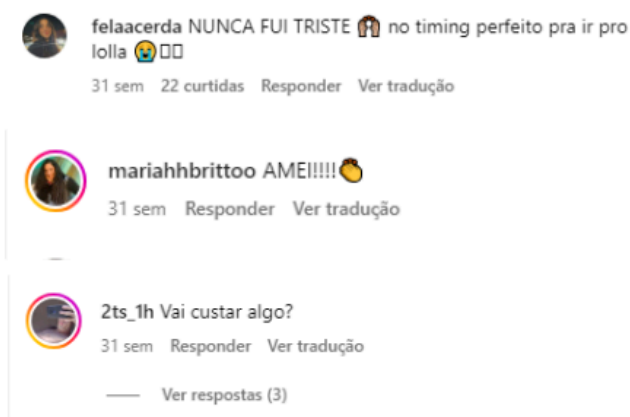 felaacerda NUNCA FUI TRISTE 🙌🏽 no timing perfeito pra ir pro
lolla 😭
31 sem 22 curtidas Responder Ver tradução
mariahhbrittoo AMEI!!!!👏
31 sem Responder Ver tradução
2ts_1h Vai custar algo?
31 sem Responder Ver tradução
Ver respostas (3)